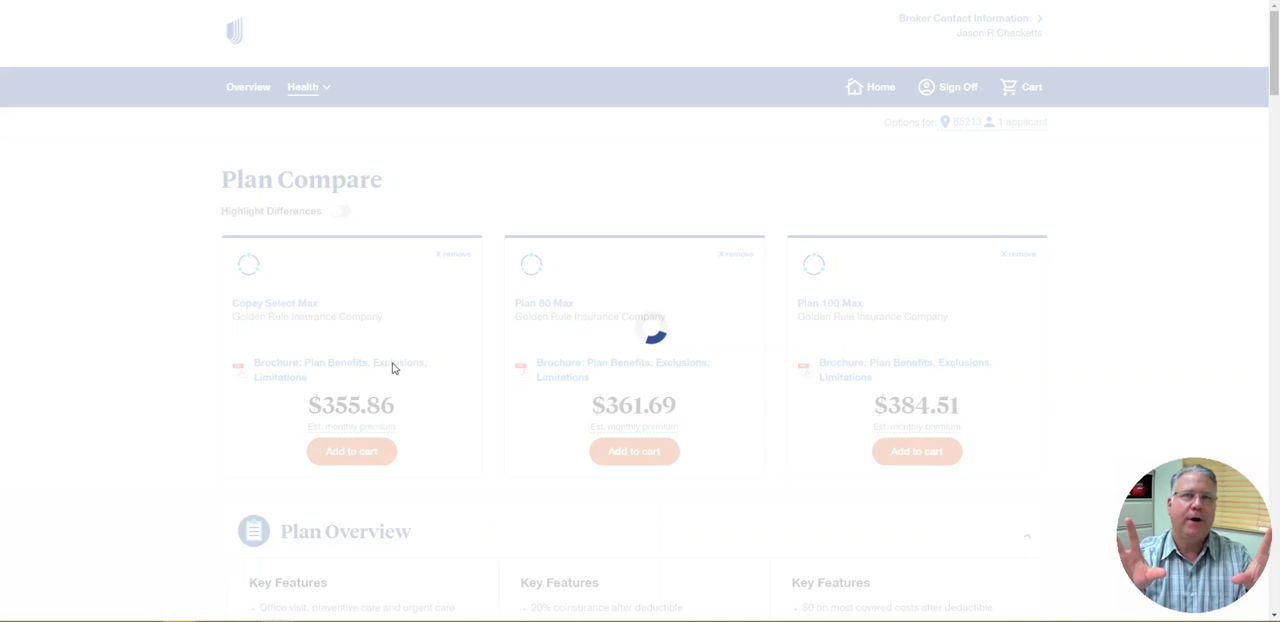 Broker Contact Information:
Jason R Checketts
Overview Health Home Sign Off Cart
Options for: 85213 1 applicant
Plan Compare
Highlight Differences
X remove X remove X remove
Copay Select Max Plan 80 Max Plan 100 Max
Golden Rule Insurance Company Golden Rule Insurance Company Golden Rule Insurance Company
Brochure: Plan Benefits, Exclusions, Brochure: Plan Benefits, Exclusions, Brochure: Plan Benefits, Exclusions,
Limitations Limitations Limitations
$355.86 $361.69 $384.51
Est. monthly premium Est. monthly premium Est. monthly premium
Add to cart Add to cart Add to cart
Plan Overview
Key Features Key Features Key Features
• Office visit, preventive care and urgent care • 20% coinsurance after deductible • $0 on most covered costs after deductible